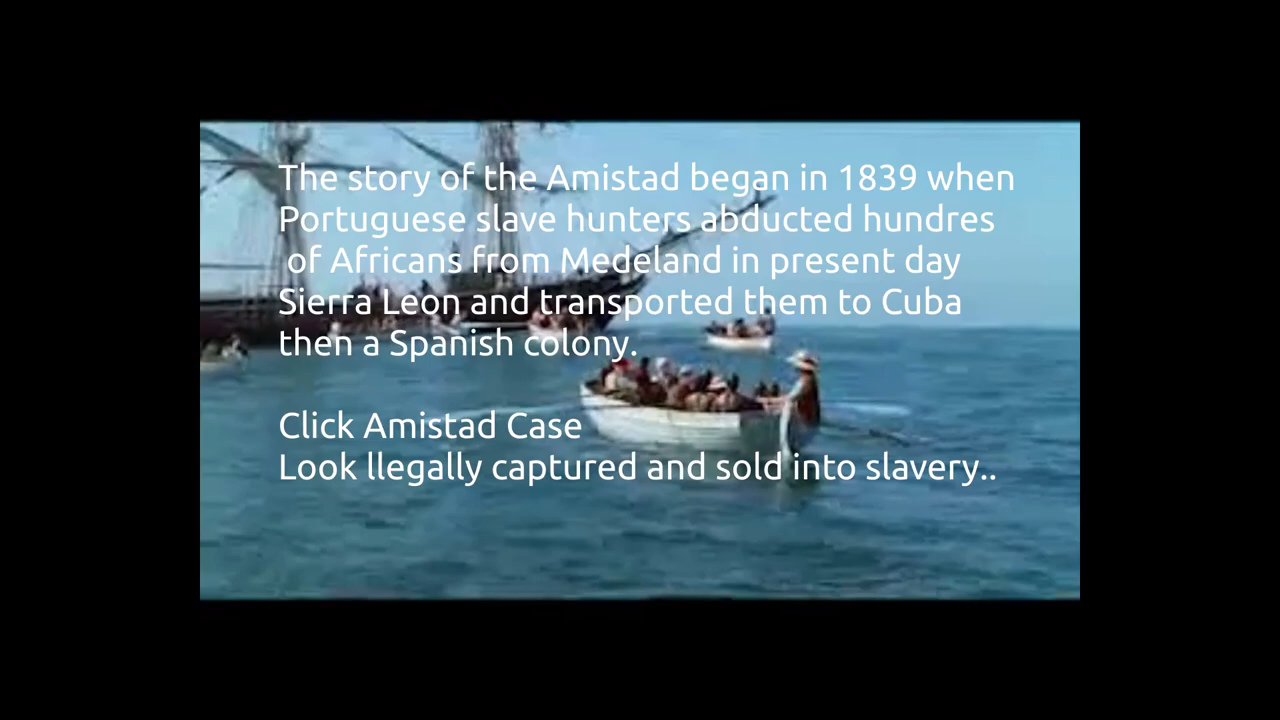 The story of the Amistad began in 1839 when
Portuguese slave hunters abducted hundres
of Africans from Medeland in present day
Sierra Leon and transported them to Cuba
then a Spanish colony.
Click Amistad Case
Look llegally captured and sold into slavery..